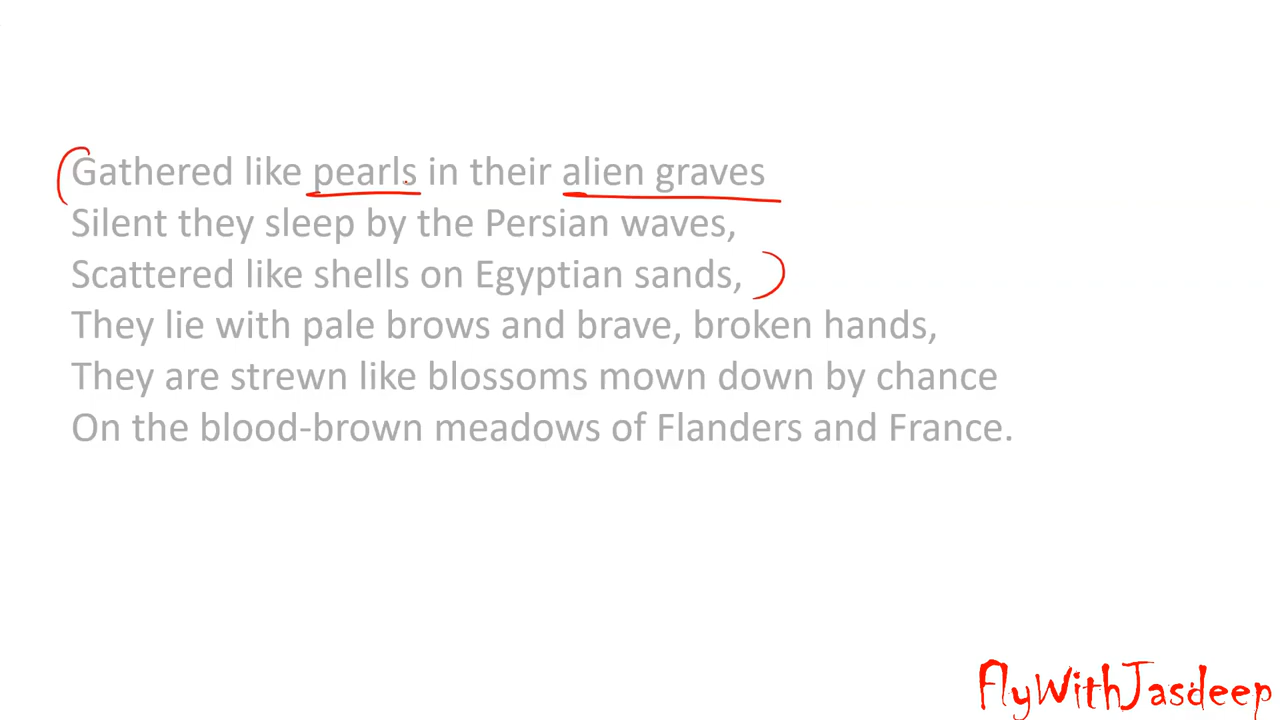 Gathered like pearls in their alien graves
Silent they sleep by the Persian waves,
Scattered like shells on Egyptian sands,
They lie with pale brows and brave, broken hands,
They are strewn like blossoms mown down by chance
On the blood-brown meadows of Flanders and France.
FlyWithJasdeep